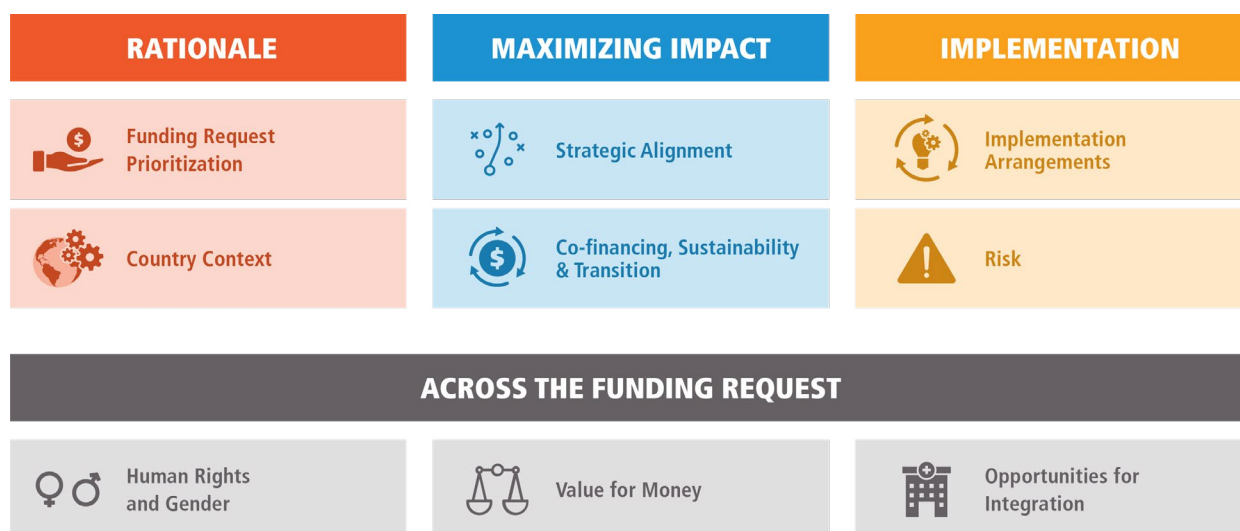 RATIONALE
MAXIMIZING IMPACT
IMPLEMENTATION
Funding Request
Prioritization
Strategic Alignment
Implementation
Arrangements
Country Context
Co-financing, Sustainability
& Transition
Risk
ACROSS THE FUNDING REQUEST
Human Rights
and Gender
Value for Money
Opportunities for
Integration